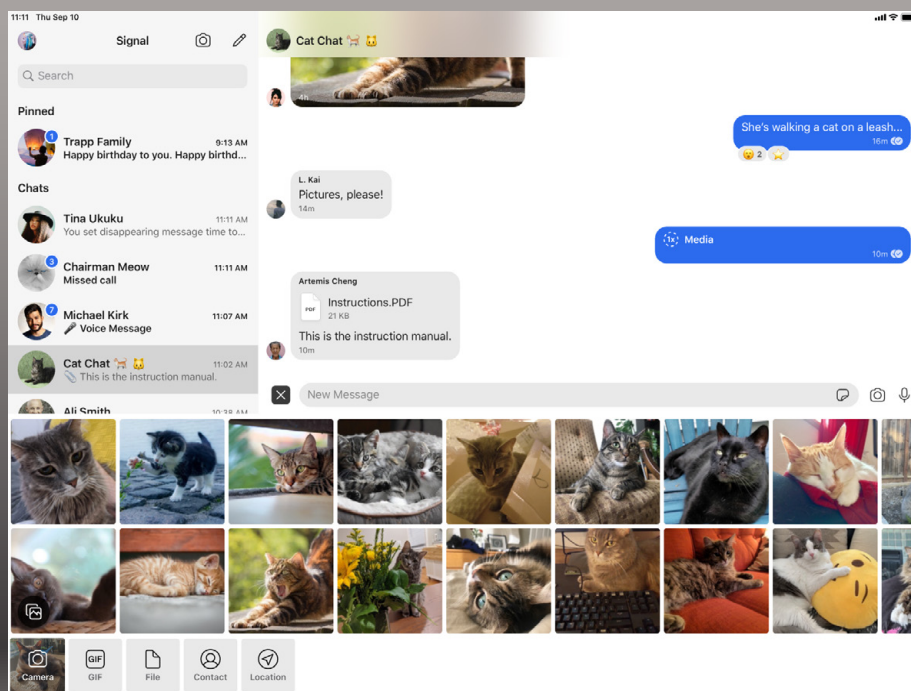 11:11 Thu Sep 10
Signal
Search
Pinned
Trapp Family 9:13 AM
Happy birthday to you. Happy birthd...
1
Chats
Tina Ukuku 11:11 AM
You set disappearing message time to...
Chairman Meow 11:11 AM
Missed call
3
Michael Kirk 11:07 AM
Voice Message
7
Cat Chat 🐈 🐱 11:02 AM
This is the instruction manual.
Ali Smith 10:38 AM
Cat Chat 🐈 🐱
4h
She's walking a cat on a leash...
16m
2
L. Kai
Pictures, please!
14m
1x Media
10m
Artemis Cheng
PDF
Instructions.PDF
21 KB
This is the instruction manual.
10m
New Message
Camera
GIF
GIF
File
Contact
Location